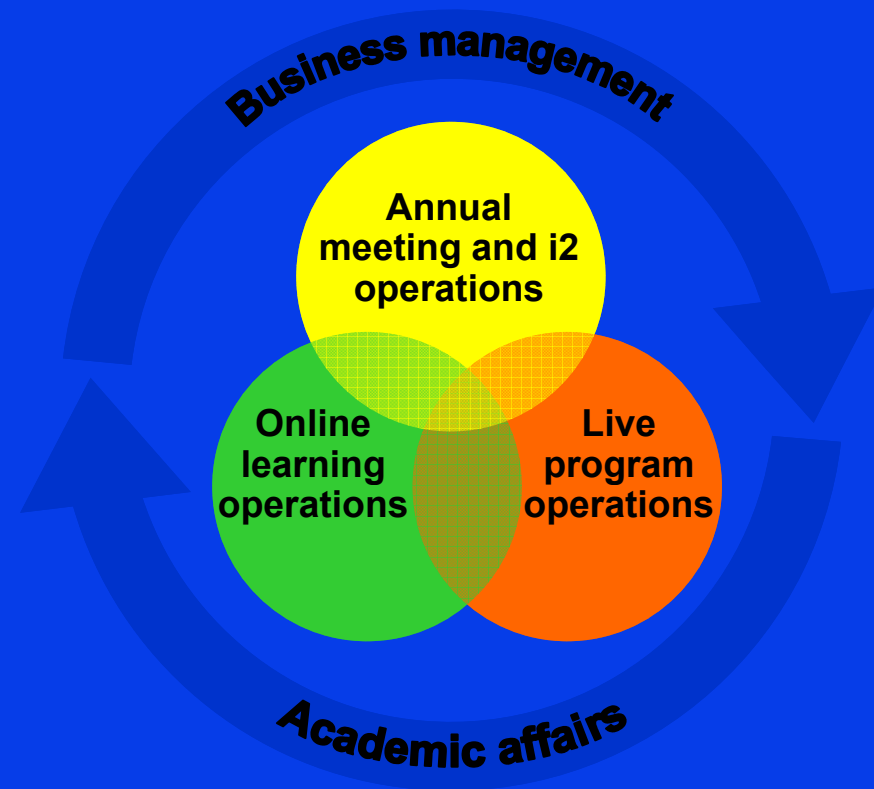 Business management
Annual
meeting and i2
operations
Online
learning
operations
Live
program
operations
Academic affairs